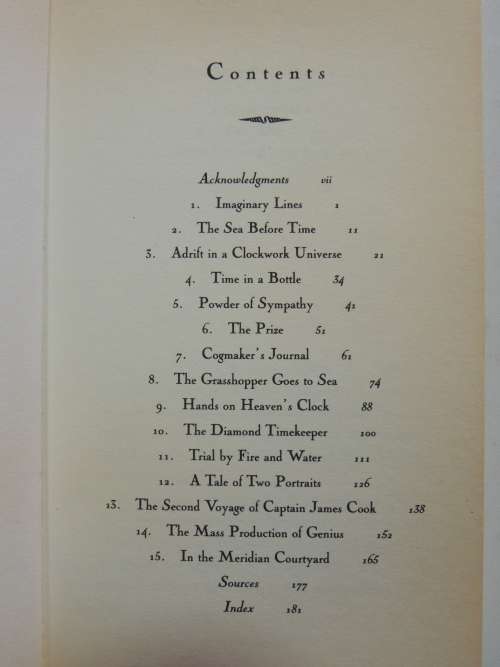 Contents
Acknowledgments vii
1. Imaginary Lines 1
2. The Sea Before Time 11
3. Adrift in a Clockwork Universe 21
4. Time in a Bottle 34
5. Powder of Sympathy 41
6. The Prize 51
7. Cogmaker's Journal 61
8. The Grasshopper Goes to Sea 74
9. Hands on Heaven's Clock 88
10. The Diamond Timekeeper 100
11. Trial by Fire and Water 111
12. A Tale of Two Portraits 126
13. The Second Voyage of Captain James Cook 138
14. The Mass Production of Genius 152
15. In the Meridian Courtyard 165
Sources 177
Index 181